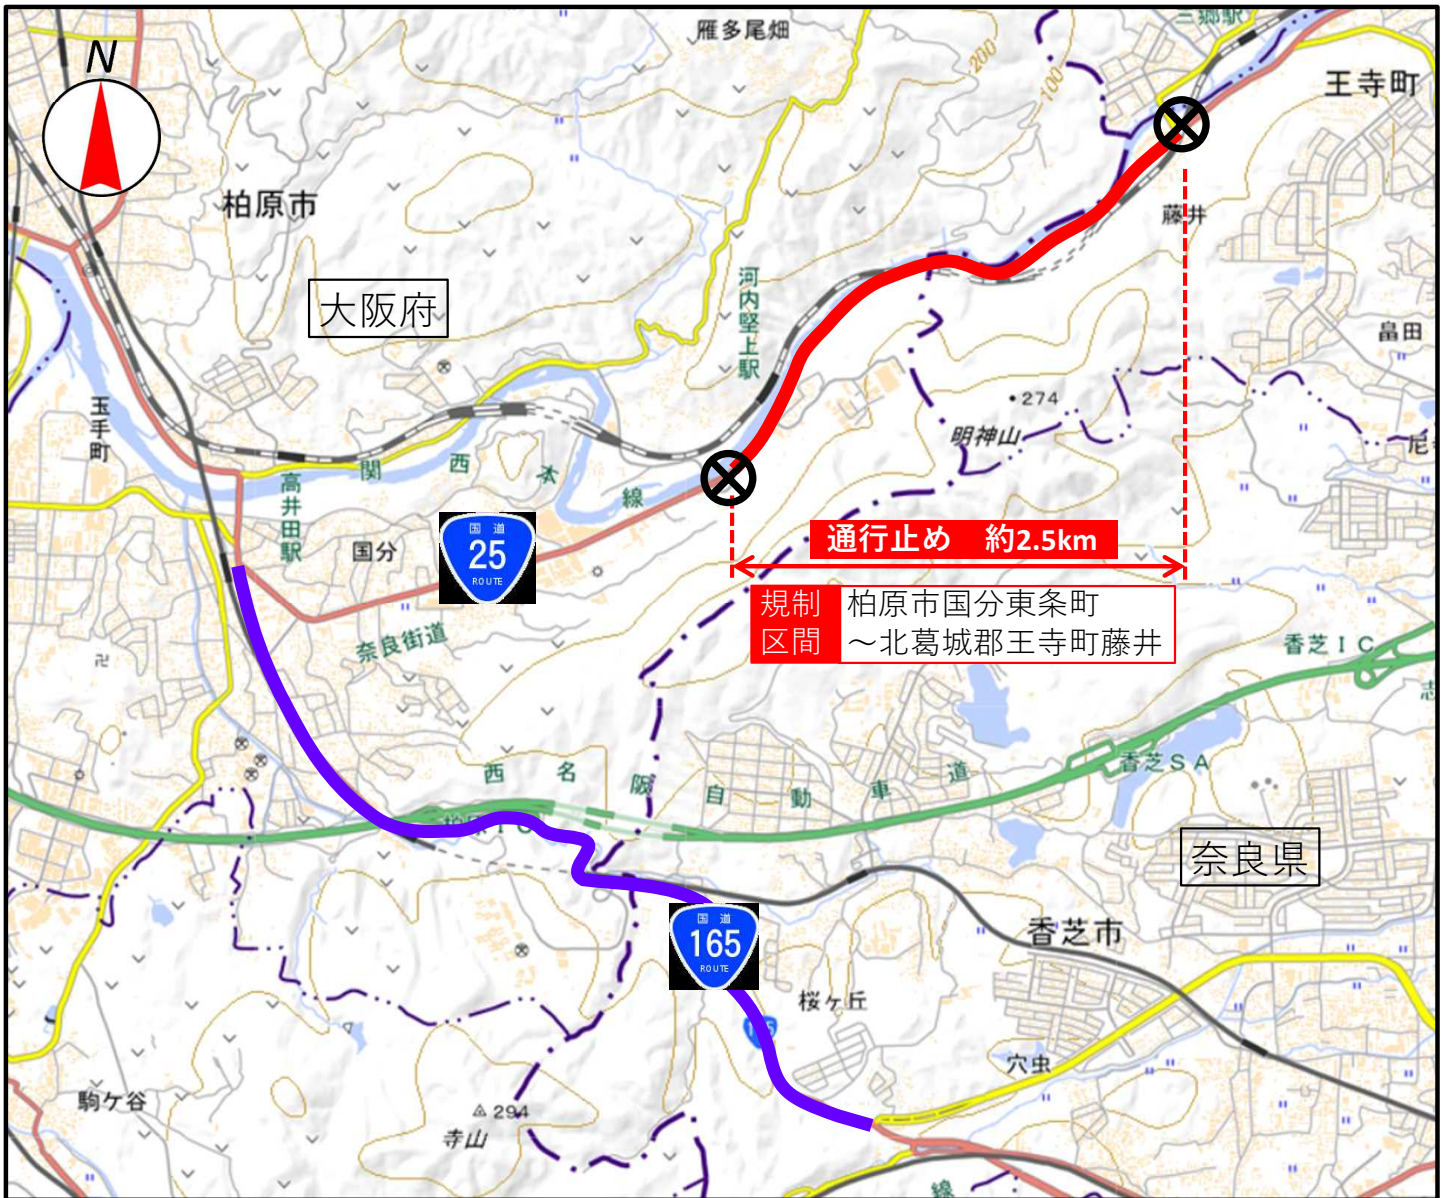 三郷駅
雁多尾畑
N
200
100
王寺町
柏原市
藤井
大阪府
河内堅上駅
畠田
玉手町
274
明神山
関西本線
高井田駅
国道
25
ROUTE
国分
通行止め 約2.5km
規制
区間
柏原市国分東条町
~北葛城郡王寺町藤井
奈良街道
香芝IC
西名阪自動車道
香芝SA
柏原IC
奈良県
国道
165
ROUTE
香芝市
桜ヶ丘
穴虫
駒ケ谷
294
寺山
線